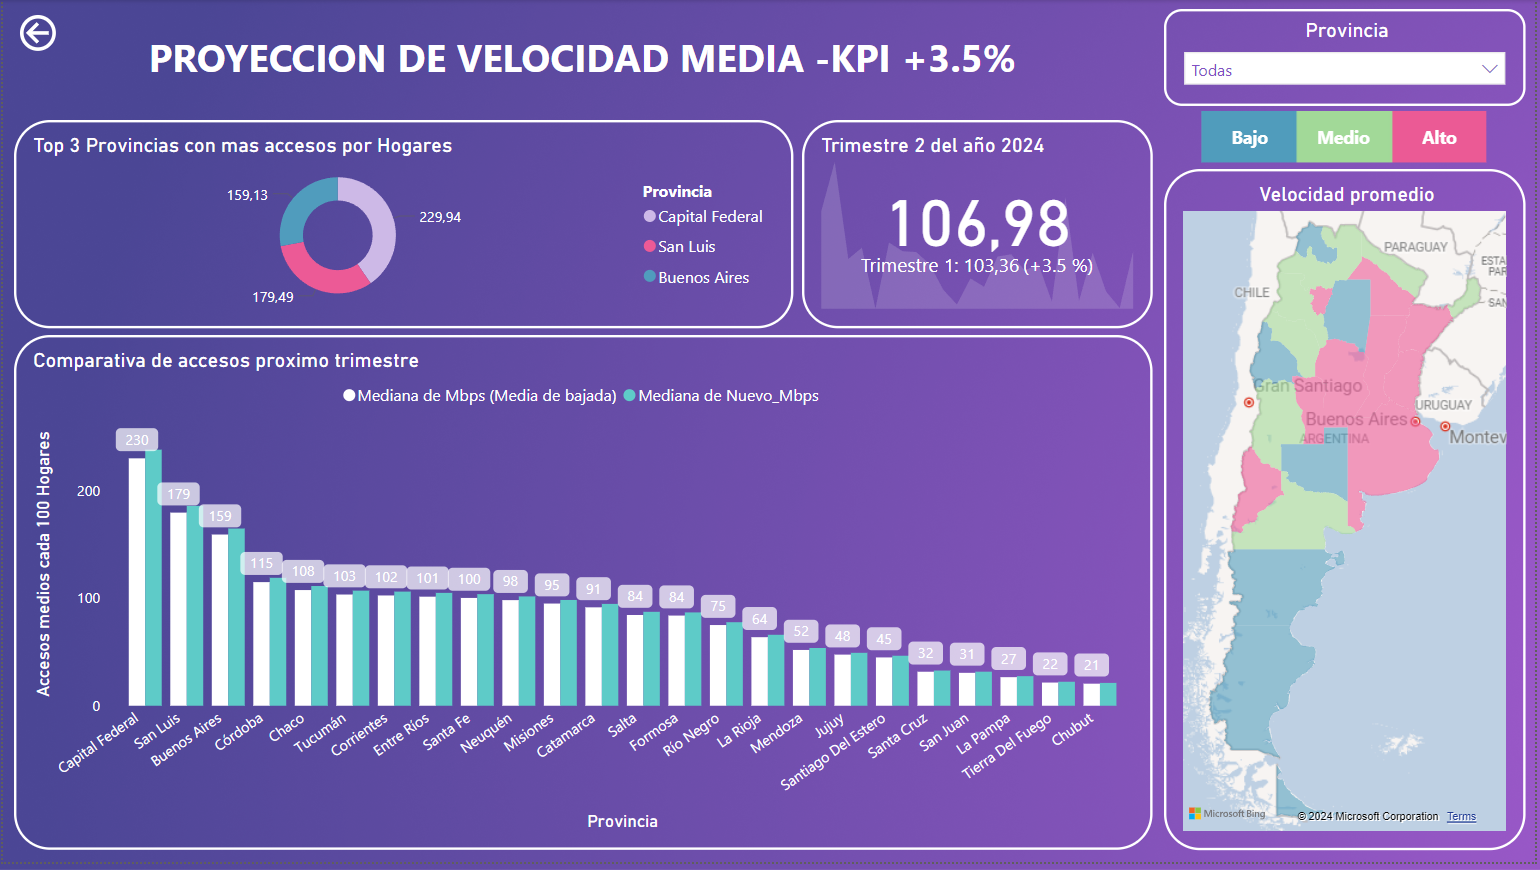 PROYECCION DE VELOCIDAD MEDIA -KPI +3.5%
Provincia
Todas
Bajo Medio Alto
Top 3 Provincias con mas accesos por Hogares
159,13
229,94
179,49
Provincia
Capital Federal
San Luis
Buenos Aires
Trimestre 2 del año 2024
106,98
Trimestre 1: 103,36 (+3.5 %)
Velocidad promedio
PARAGUAY
CHILE
ESTA
PAR
SAN
Gran Santiago
Buenos Aires
URUGUAY
ARGENTINA
Montev
Microsoft Bing
© 2024 Microsoft Corporation Terms
Comparativa de accesos proximo trimestre
Mediana de Mbps (Media de bajada) Mediana de Nuevo_Mbps
Accesos medios cada 100 Hogares
200
100
0
230
179
159
115
108
103
102
101
100
98
95
91
84
84
75
64
52
48
45
32
31
27
22
21
Capital Federal
San Luis
Buenos Aires
Córdoba
Chaco
Tucumán
Corrientes
Entre Ríos
Santa Fe
Neuquén
Misiones
Catamarca
Salta
Formosa
Río Negro
La Rioja
Mendoza
Jujuy
Santiago Del Estero
Santa Cruz
San Juan
La Pampa
Tierra Del Fuego
Chubut
Provincia